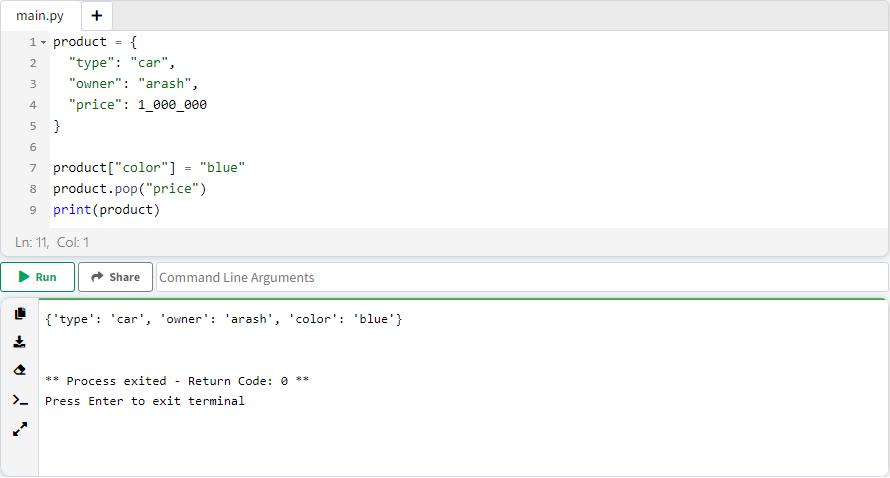 main.py +
1 product = {
2   "type": "car",
3   "owner": "arash",
4   "price": 1_000_000
5 }
6
7 product["color"] = "blue"
8 product.pop("price")
9 print(product)
Ln: 11, Col: 1
Run Share Command Line Arguments
{'type': 'car', 'owner': 'arash', 'color': 'blue'}
** Process exited - Return Code: 0 **
Press Enter to exit terminal